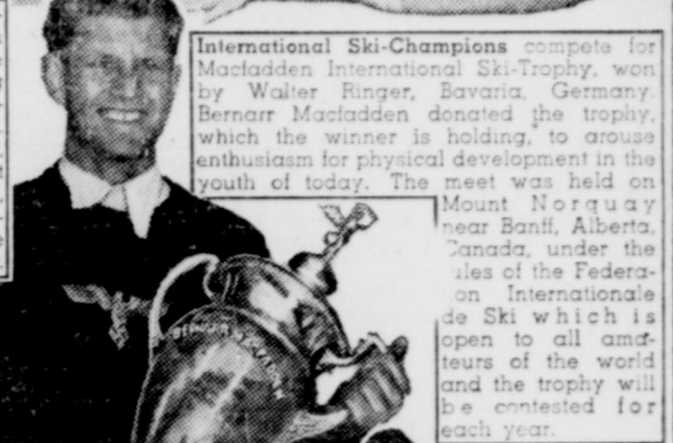 International Ski-Champions compete for
Macfadden International Ski-Trophy, won
by Walter Ringer, Bavaria, Germany.
Bernarr Macfadden donated the trophy,
which the winner is holding, to arouse
enthusiasm for physical development in the
youth of today. The meet was held on
Mount Norquay
near Banff, Alberta,
Canada, under the
ules of the Federa-
on Internationale
de Ski which is
open to all ama-
teurs of the world
and the trophy will
be contested for
each year.